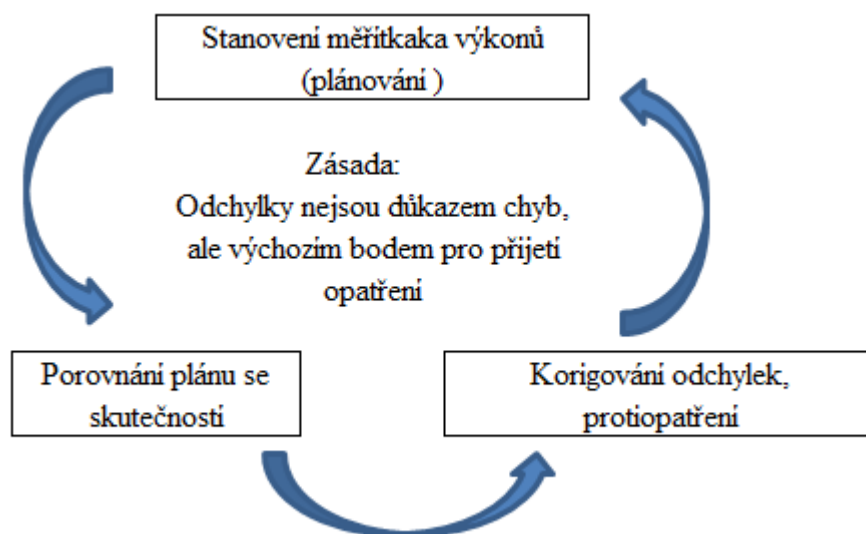 Stanovení měřítkaka výkonů
(plánování )
Zásada:
Odchylky nejsou důkazem chyb,
ale výchozím bodem pro přijetí
opatření
Porovnání plánu se
skutečností
Korigování odchylek,
protiopatření